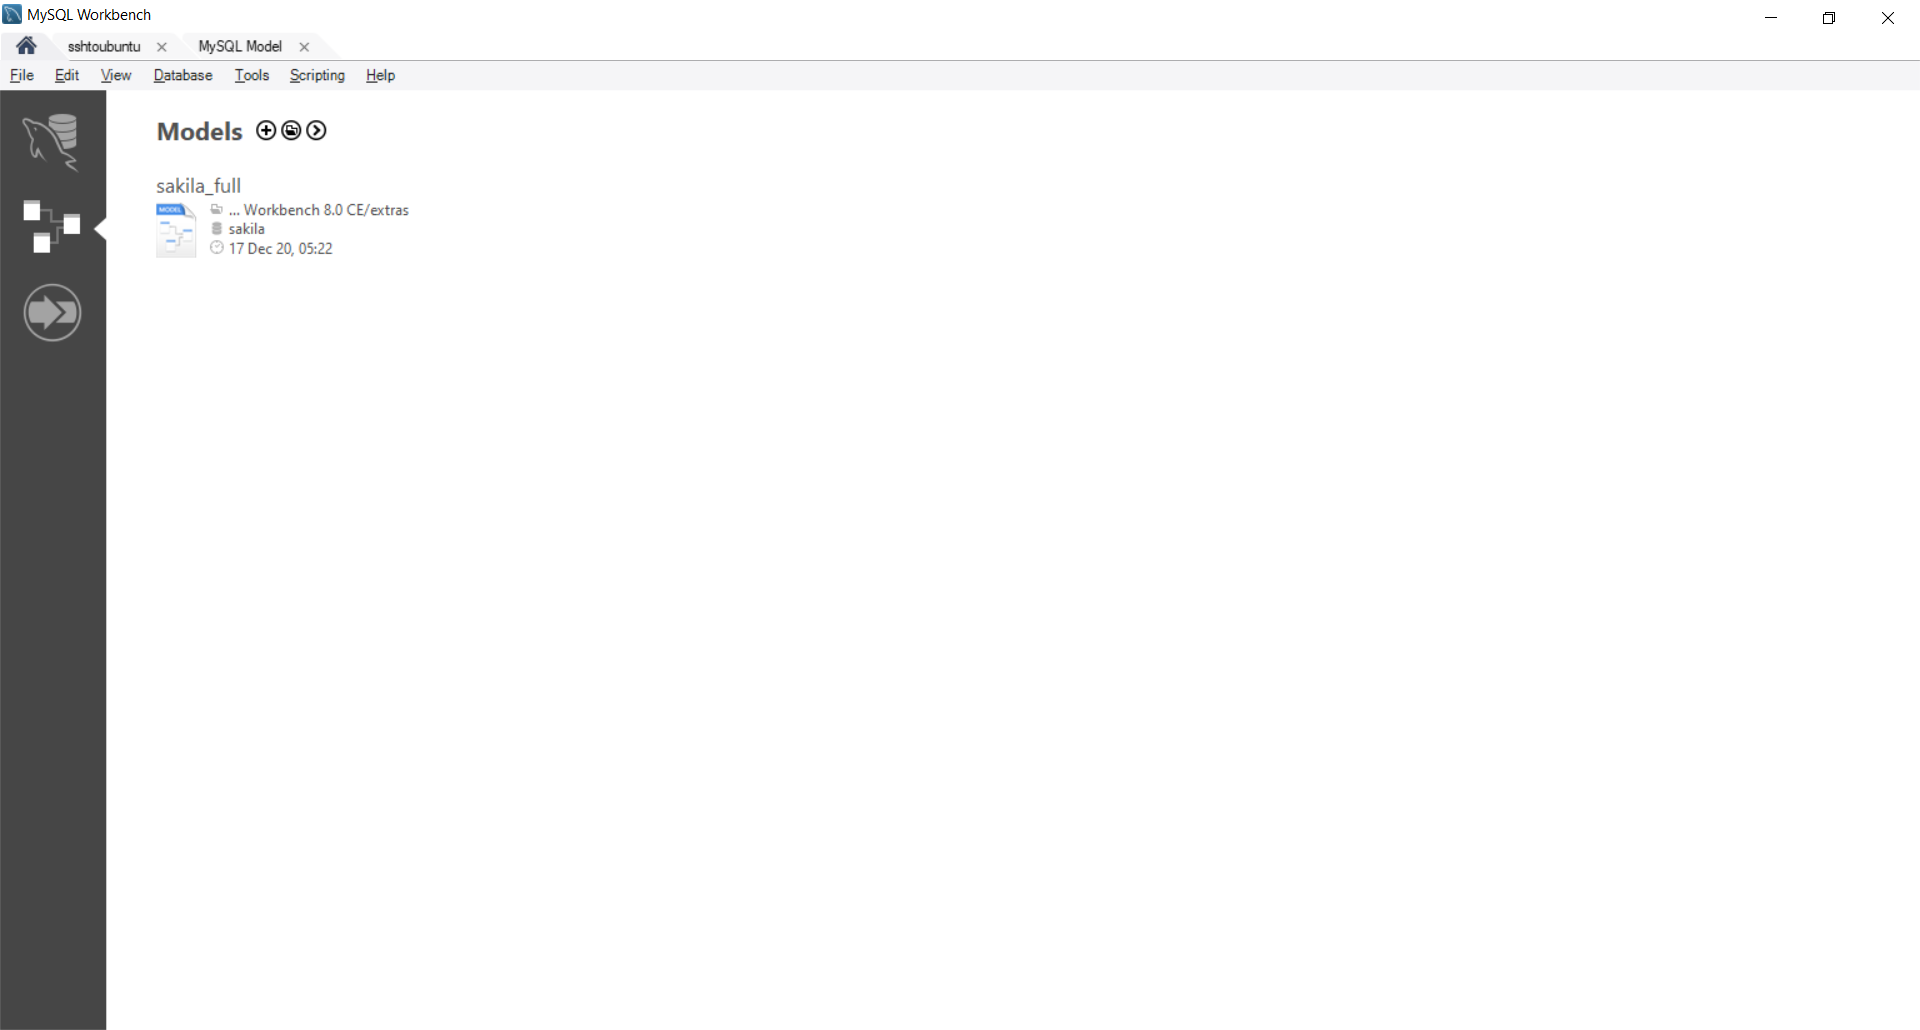 MySQL Workbench
sshtoubuntu
MySQL Model
File Edit View Database Tools Scripting Help
Models
sakila_full
MODEL
... Workbench 8.0 CE/extras
sakila
17 Dec 20, 05:22